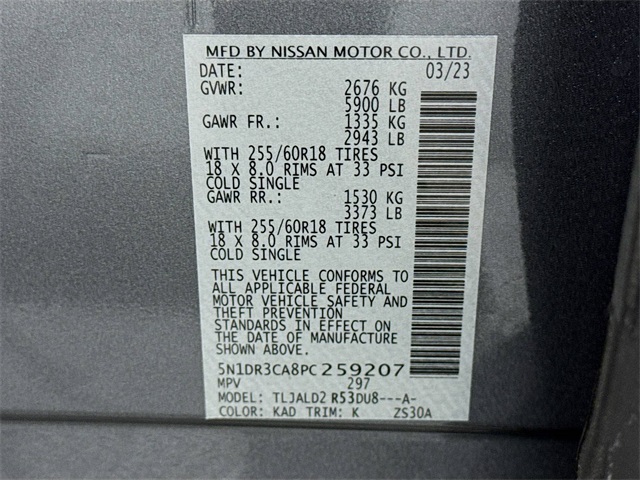 MFD BY NISSAN MOTOR CO., LTD.
DATE: 03/23
GVWR: 2676 KG
5900 LB
GAWR FR.: 1335 KG
2943 LB
WITH 255/60R18 TIRES
18 X 8.0 RIMS AT 33 PSI
COLD SINGLE
GAWR RR.: 1530 KG
3373 LB
WITH 255/60R18 TIRES
18 X 8.0 RIMS AT 33 PSI
COLD SINGLE
THIS VEHICLE CONFORMS TO
ALL APPLICABLE FEDERAL
MOTOR VEHICLE SAFETY AND
THEFT PREVENTION
STANDARDS IN EFFECT ON
THE DATE OF MANUFACTURE
SHOWN ABOVE.
5N1DR3CA8PC259207
MPV 297
MODEL: TLJALD2 R53DU8---A-
COLOR: KAD TRIM: K ZS30A